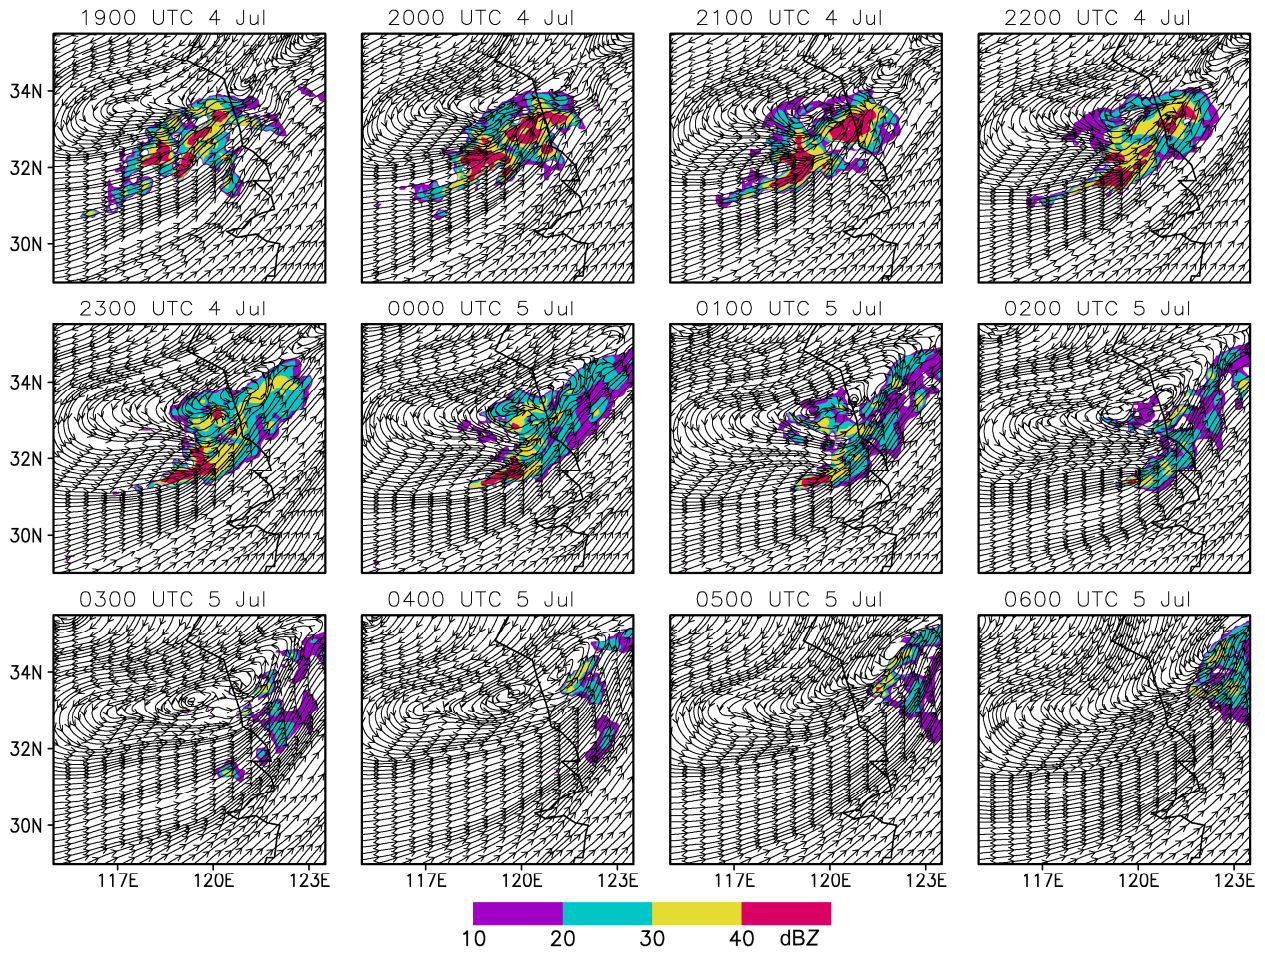 1900 UTC 4 Jul 2000 UTC 4 Jul 2100 UTC 4 Jul 2200 UTC 4 Jul
34N
32N
30N
2300 UTC 4 Jul 0000 UTC 5 Jul 0100 UTC 5 Jul 0200 UTC 5 Jul
34N
32N
30N
0300 UTC 5 Jul 0400 UTC 5 Jul 0500 UTC 5 Jul 0600 UTC 5 Jul
34N
32N
30N
117E 120E 123E 117E 120E 123E 117E 120E 123E 117E 120E 123E
10 20 30 40 dBZ